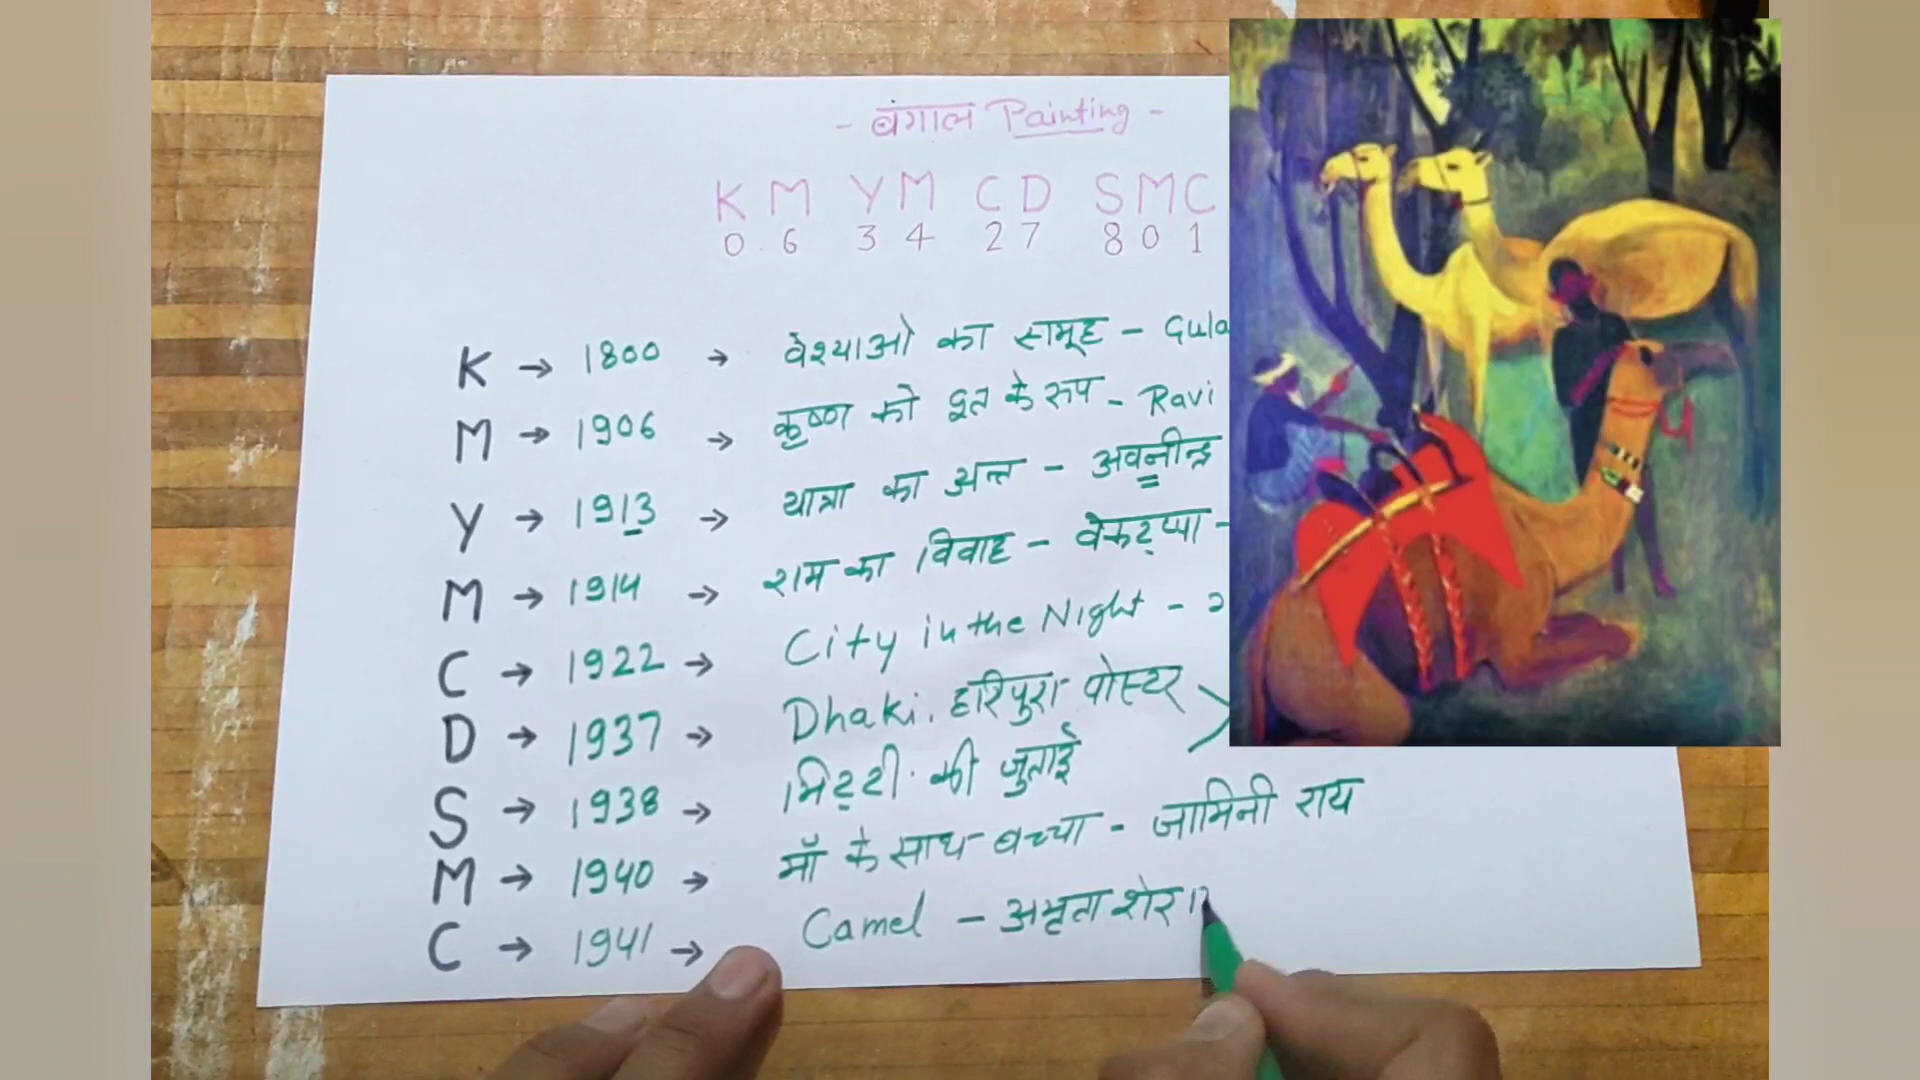 - बंगाल Painting -
K M Y M C D S M C
0.6 3 4 2 7 8 0 1
K → 1800 → वेश्याओ का समूह - Gula
M → 1906 → कृष्ण को दूत के रुप - Ravi
Y → 1913 → यात्रा का अन्त - अवनीन्द्र
M → 1914 → राम का विवाह - वेकटप्पा -
C → 1922 → City in the Night -
D → 1937 → Dhaki, हरिपुरा पोस्टर
S → 1938 → मिट्टी की जुताई
M → 1940 → माँ के साथ बच्चा - जामिनी राय
C → 1941 → Camel - अमृता शेर